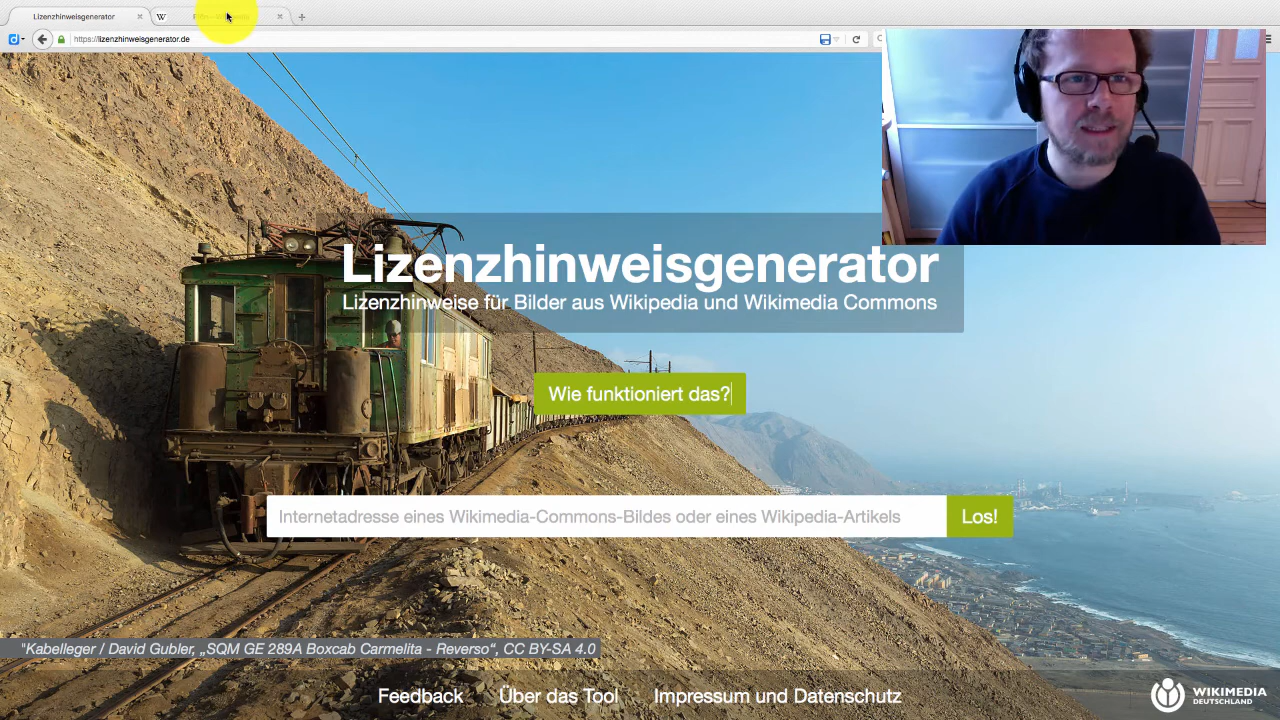 Lizenzhinweisgenerator
W
https://lizenzhinweisgenerator.de
Lizenzhinweisgenerator
Lizenzhinweise für Bilder aus Wikipedia und Wikimedia Commons
Wie funktioniert das?
Internetadresse eines Wikimedia-Commons-Bildes oder eines Wikipedia-Artikels
Los!
"Kabelleger / David Gubler, „SQM GE 289A Boxcab Carmelita - Reverso“, CC BY-SA 4.0
Feedback
Über das Tool
Impressum und Datenschutz
WIKIMEDIA
DEUTSCHLAND